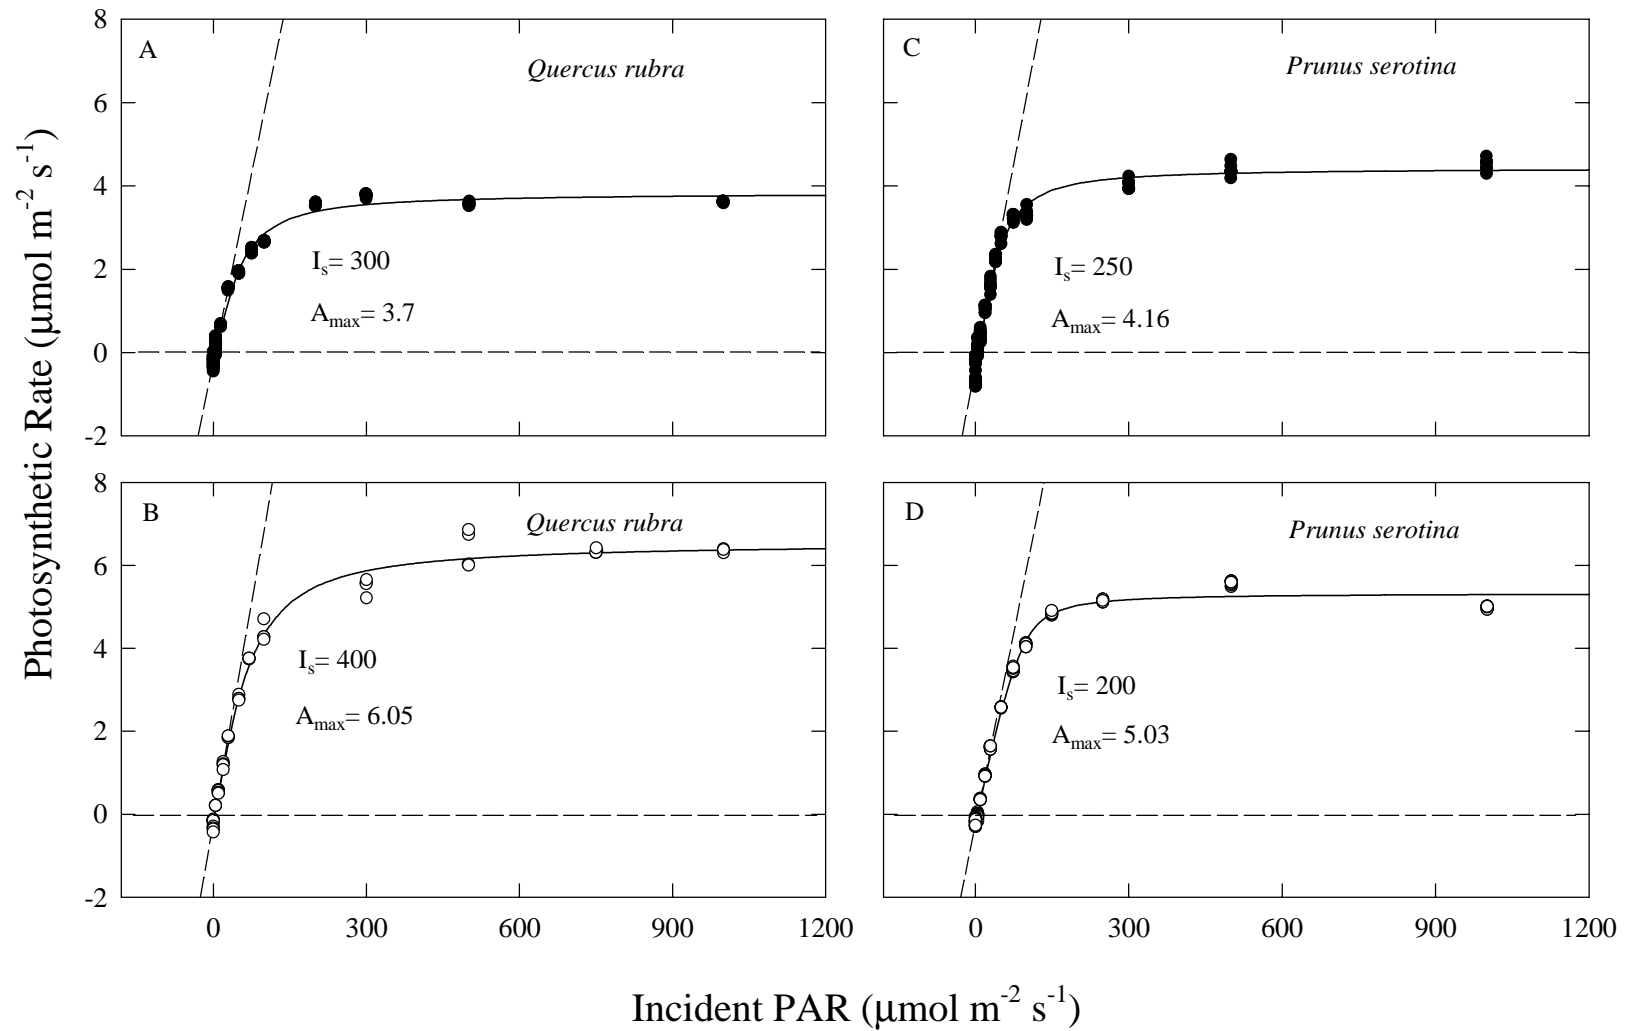 Photosynthetic Rate (μmol m-2 s-1)
8
6
4
2
0
-2
A
Quercus rubra
Is= 300
Amax= 3.7
C
Prunus serotina
Is= 250
Amax= 4.16
8
6
4
2
0
-2
B
Quercus rubra
Is= 400
Amax= 6.05
D
Prunus serotina
Is= 200
Amax= 5.03
0 300 600 900 1200
0 300 600 900 1200
Incident PAR (μmol m-2 s-1)